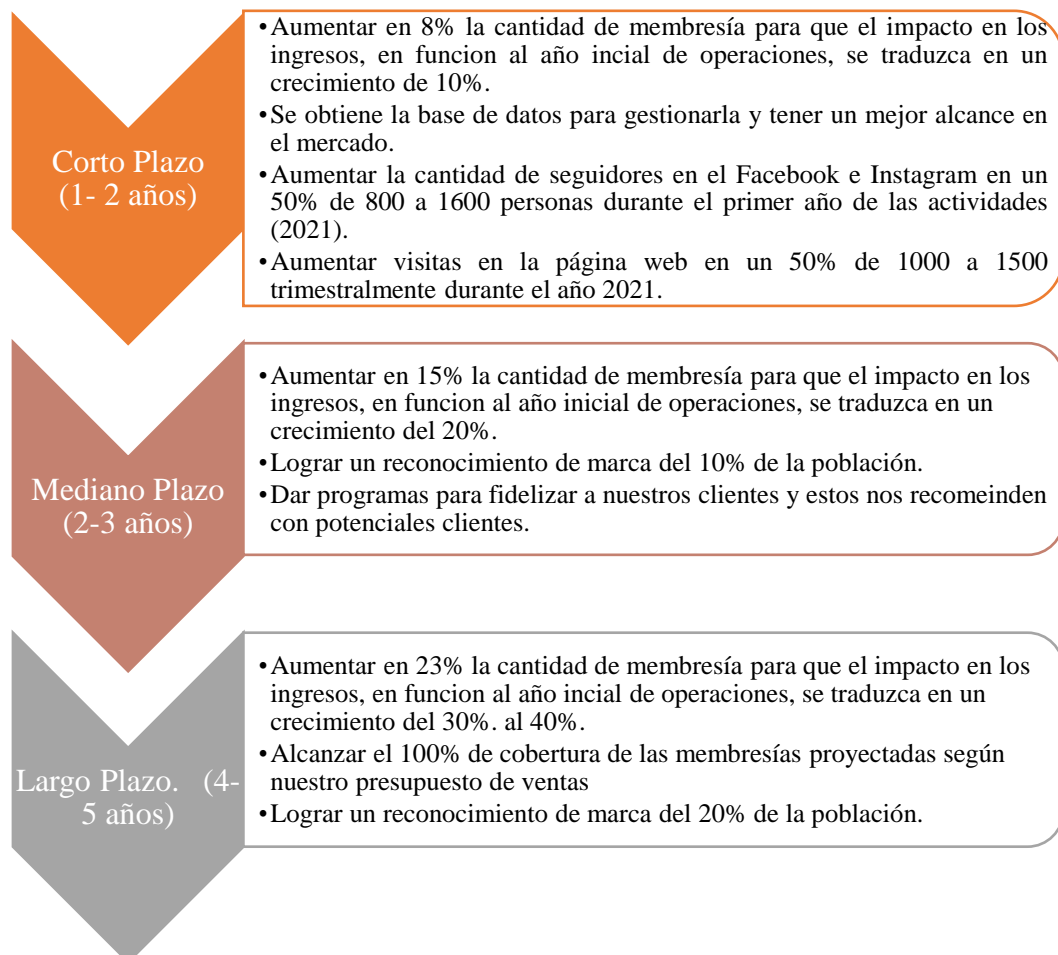 Corto Plazo
(1- 2 años)
•Aumentar en 8% la cantidad de membresía para que el impacto en los
ingresos, en funcion al año incial de operaciones, se traduzca en un
crecimiento de 10%.
•Se obtiene la base de datos para gestionarla y tener un mejor alcance en
el mercado.
•Aumentar la cantidad de seguidores en el Facebook e Instagram en un
50% de 800 a 1600 personas durante el primer año de las actividades
(2021).
•Aumentar visitas en la página web en un 50% de 1000 a 1500
trimestralmente durante el año 2021.
Mediano Plazo
(2-3 años)
•Aumentar en 15% la cantidad de membresía para que el impacto en los
ingresos, en funcion al año inicial de operaciones, se traduzca en un
crecimiento del 20%.
•Lograr un reconocimiento de marca del 10% de la población.
•Dar programas para fidelizar a nuestros clientes y estos nos recomeinden
con potenciales clientes.
Largo Plazo. (4-
5 años)
•Aumentar en 23% la cantidad de membresía para que el impacto en los
ingresos, en funcion al año incial de operaciones, se traduzca en un
crecimiento del 30%. al 40%.
•Alcanzar el 100% de cobertura de las membresías proyectadas según
nuestro presupuesto de ventas
•Lograr un reconocimiento de marca del 20% de la población.